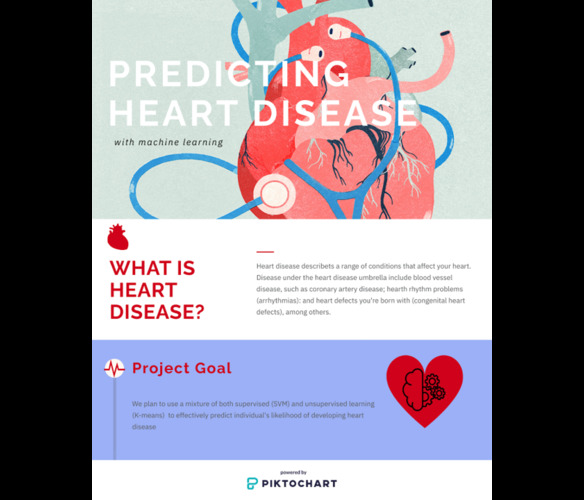 PREDICTING
HEART DISEASE
with machine learning
WHAT IS
HEART
DISEASE?
Heart disease describets a range of conditions that affect your heart.
Disease under the heart disease umbrella include blood vessel
disease, such as coronary artery disease; hearth rhythm problems
(arrhythmias): and heart defects you're born with (congenital heart
defects), among others.
Project Goal
We plan to use a mixture of both supervised (SVM) and unsupervised learning
(K-means) to effectively predict individual's likelihood of developing heart
disease
powered by
PIKTOCHART